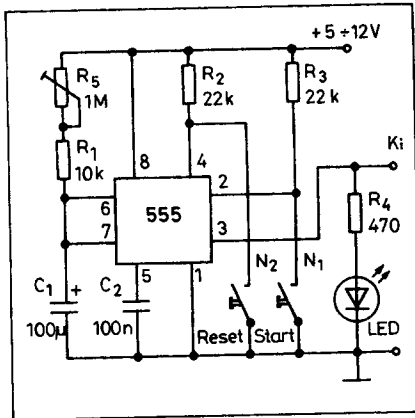 +5÷12V
R5
1M
R2
22k
R3
22k
Ki
R1
10k
8
4
2
6
555
3
R4
470
7
5
1
N2
N1
C1
+
C2
100µ
100n
Reset
Start
LED